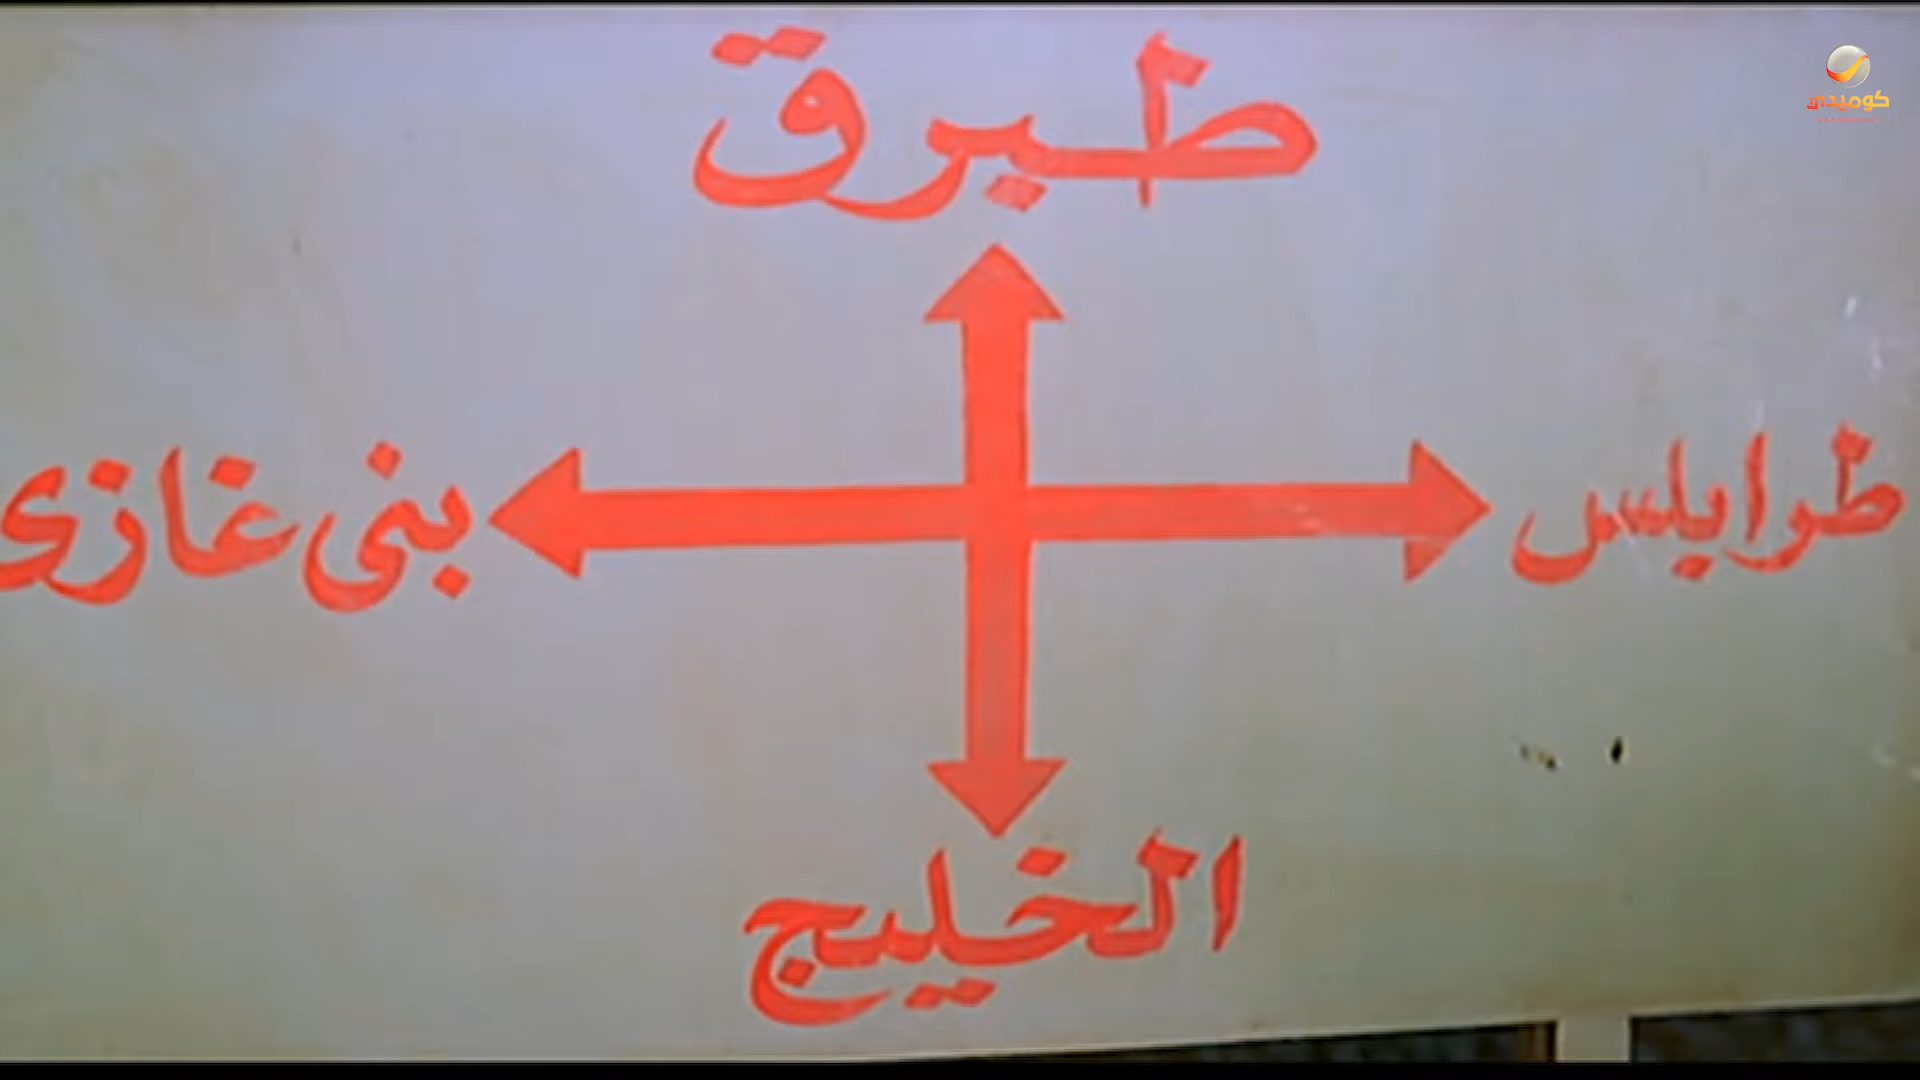 طبرق
كوميدي
طرابلس
بنى غازى
الخليج